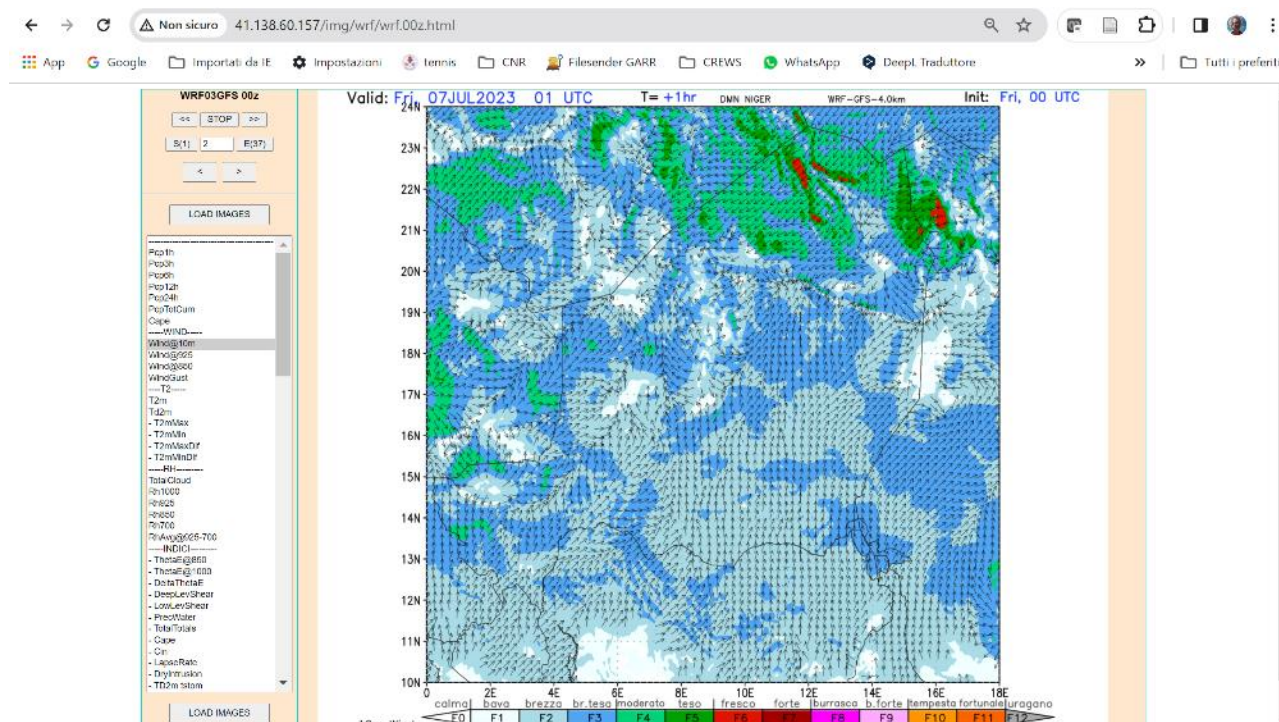 Non sicuro 41.138.60.157/img/wrf/wrf.00z.html
App Google Importati da IE Impostazioni tennis CNR Filesender GARR CREWS WhatsApp DeepL Traduttore » Tutti i preferiti
WRF03GFS 00z
<< STOP >>
S(1) 2 E(37)
< >
LOAD IMAGES
Pcp1h
Pcp3h
Pcp6h
Pcp12h
Pcp24h
PcpTotCum
Cape
-----WIND-----
Wind@10m
Wind@925
Wind@850
WindGust
----T2-----
T2m
Td2m
- T2mMax
- T2mMin
- T2mMaxDif
- T2mMinDif
-----RH---------
TotalCloud
Rh1000
Rh925
Rh850
Rh700
RhAvg@925-700
-----INDICI---------
- ThetaE@850
- ThetaE@1000
- DeltaThetaE
- DeepLevShear
- LowLevShear
- PrecWater
- TotalTotals
- Cape
- Cin
- LapseRate
- DryIntrusion
- TD2m tstom
LOAD IMAGES
Valid: Fri, 07JUL2023 01 UTC T= +1hr DMN NIGER WRF-GFS-4.0km Init: Fri, 00 UTC
24N
23N
22N
21N
20N
19N
18N
17N
16N
15N
14N
13N
12N
11N
10N
0 2E 4E 6E 8E 10E 12E 14E 16E 18E
calma bava brezza br.tesa moderato teso fresco forte burrasca b.forte tempesta fortunale uragano
F0 F1 F2 F3 F4 F5 F6 F7 F8 F9 F10 F11 F12